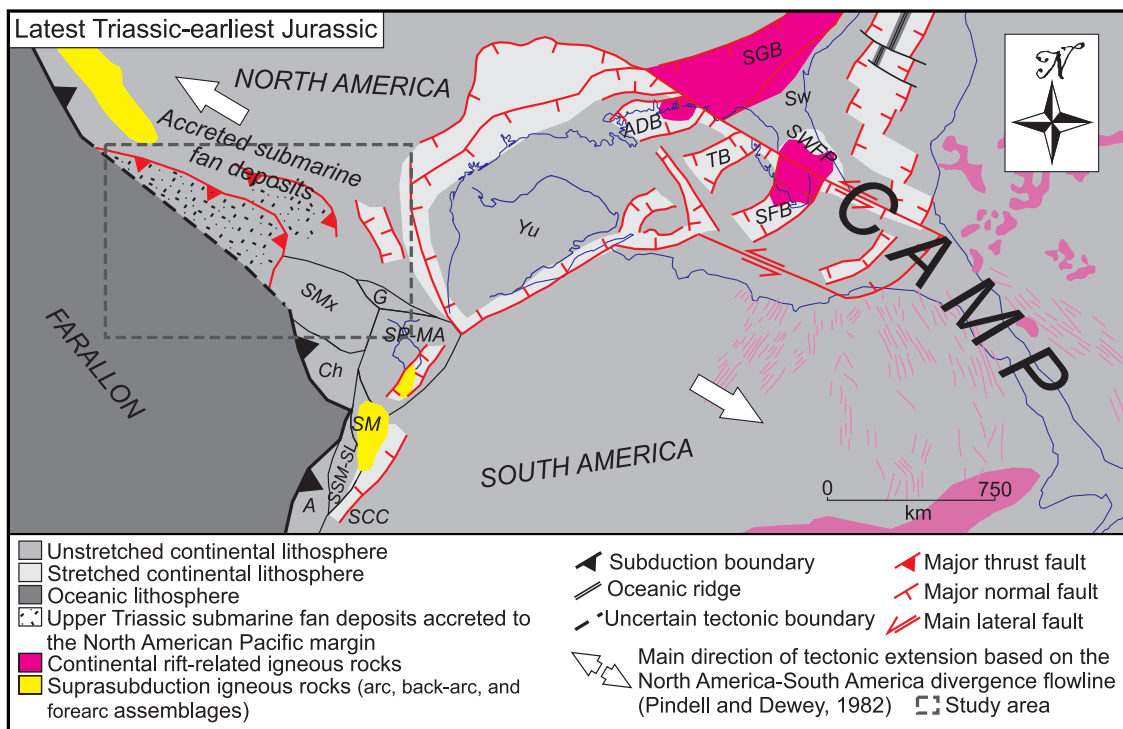 Latest Triassic-earliest Jurassic
NORTH AMERICA
SGB
N
Sw
Accreted submarine
fan deposits
ADB
SWFP
TB
SFB
Yu
CAMP
SMx
G
SP-MA
FARALLON
Ch
SM
SOUTH AMERICA
SSM-SL
A
SCC
0 750
km
Unstretched continental lithosphere
Stretched continental lithosphere
Oceanic lithosphere
Upper Triassic submarine fan deposits accreted to
the North American Pacific margin
Continental rift-related igneous rocks
Suprasubduction igneous rocks (arc, back-arc, and
forearc assemblages)
Subduction boundary
Oceanic ridge
Uncertain tectonic boundary
Major thrust fault
Major normal fault
Main lateral fault
Main direction of tectonic extension based on the
North America-South America divergence flowline
(Pindell and Dewey, 1982)
Study area